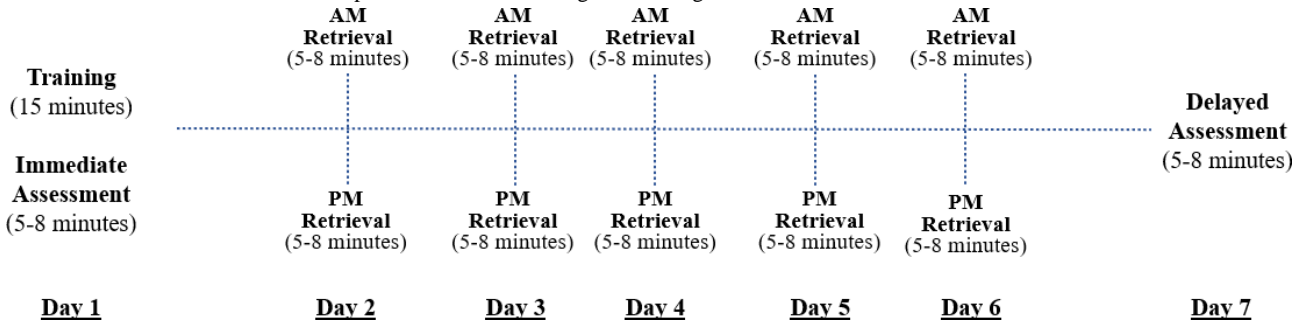 AM
Retrieval
(5-8 minutes)
AM
Retrieval
(5-8 minutes)
AM
Retrieval
(5-8 minutes)
AM
Retrieval
(5-8 minutes)
AM
Retrieval
(5-8 minutes)
Training
(15 minutes)
Immediate
Assessment
(5-8 minutes)
Delayed
Assessment
(5-8 minutes)
PM
Retrieval
(5-8 minutes)
PM
Retrieval
(5-8 minutes)
PM
Retrieval
(5-8 minutes)
PM
Retrieval
(5-8 minutes)
PM
Retrieval
(5-8 minutes)
Day 1
Day 2
Day 3
Day 4
Day 5
Day 6
Day 7